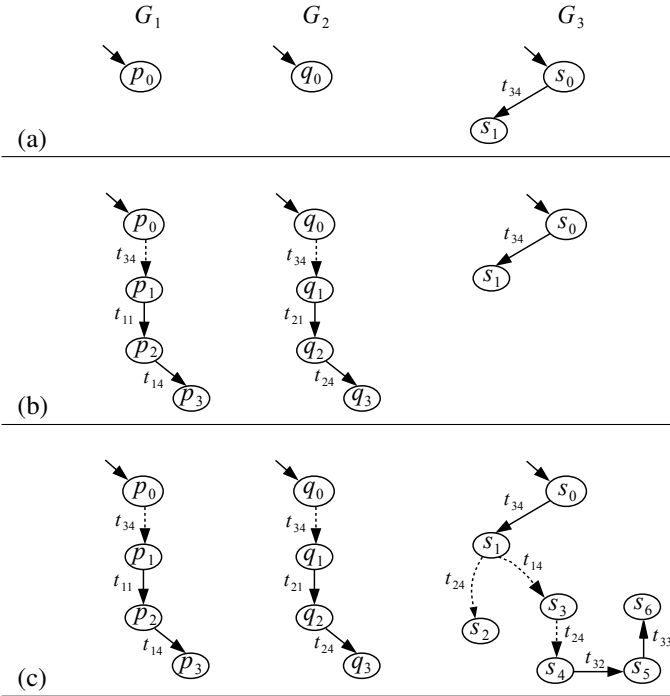 G1 G2 G3
p0 q0 s0
t34
s1
(a)
p0 q0 s0
t34 t34 t34
p1 q1 s1
t11 t21
p2 q2
t14 t24
p3 q3
(b)
p0 q0 s0
t34 t34 t34
p1 q1 s1
t11 t21 t24 t14
p2 q2 s2 s3 s6
t14 t24 t24 t32 t33
p3 q3 s4 s5
(c)